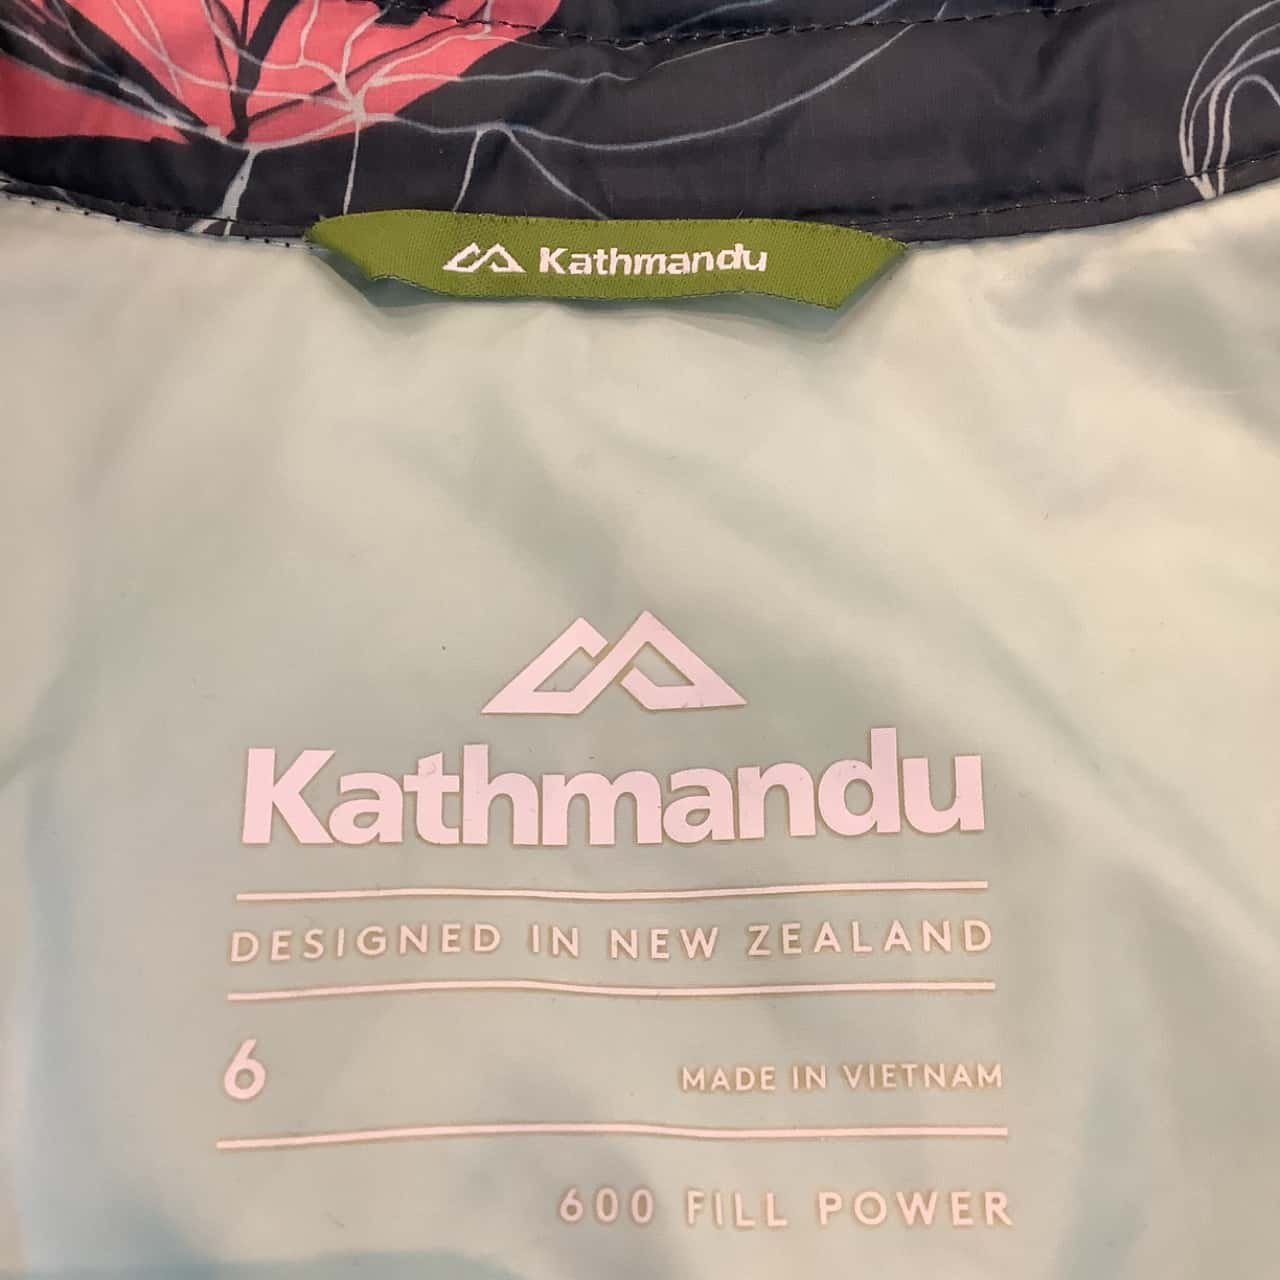 Kathmandu
Kathmandu
DESIGNED IN NEW ZEALAND
6
MADE IN VIETNAM
600 FILL POWER